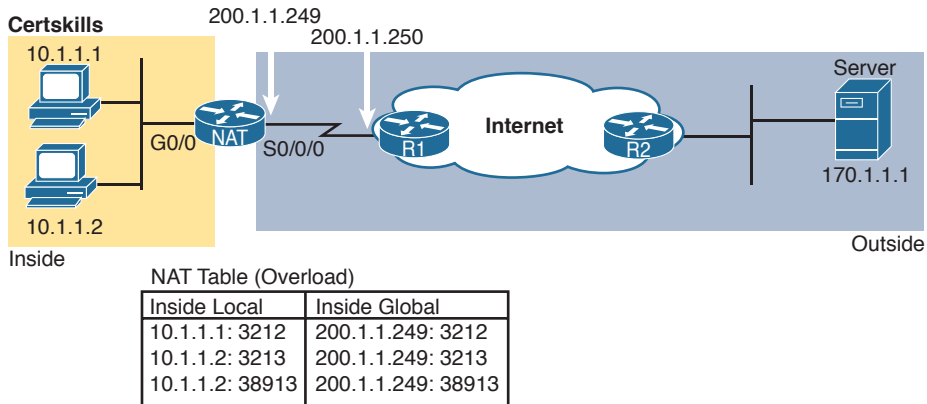 200.1.1.249
Certskills
200.1.1.250
10.1.1.1
Server
Internet
G0/0
NAT
S0/0/0
R1
R2
170.1.1.1
10.1.1.2
Inside
Outside
NAT Table (Overload)
Inside Local Inside Global
10.1.1.1: 3212 200.1.1.249: 3212
10.1.1.2: 3213 200.1.1.249: 3213
10.1.1.2: 38913 200.1.1.249: 38913